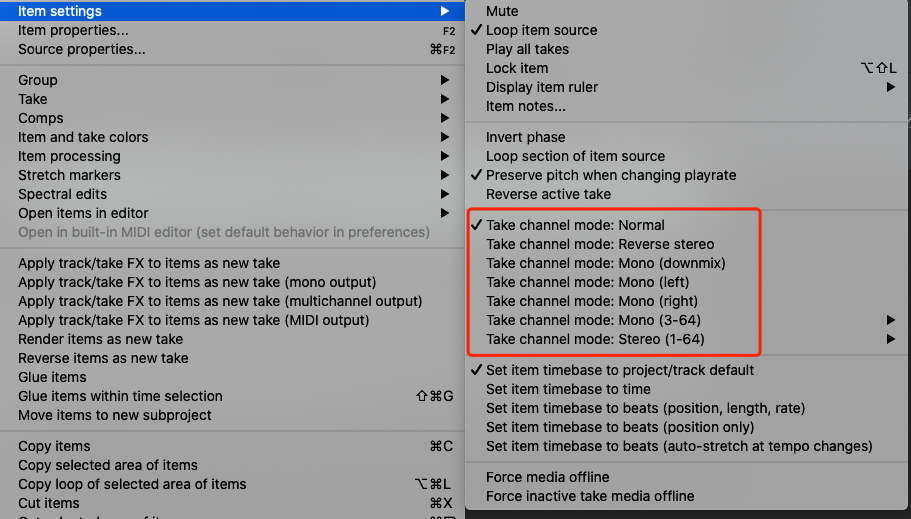 Item settings
Item properties... F2
Source properties... ⌘F2
Group
Take
Comps
Item and take colors
Item processing
Stretch markers
Spectral edits
Open items in editor
Open in built-in MIDI editor (set default behavior in preferences)
Apply track/take FX to items as new take
Apply track/take FX to items as new take (mono output)
Apply track/take FX to items as new take (multichannel output)
Apply track/take FX to items as new take (MIDI output)
Render items as new take
Reverse items as new take
Glue items
Glue items within time selection ⇧⌘G
Move items to new subproject
Copy items ⌘C
Copy selected area of items
Copy loop of selected area of items ⌥⌘L
Cut items ⌘X
Mute
✓ Loop item source
Play all takes
Lock item ⌥⇧L
Display item ruler
Item notes...
Invert phase
Loop section of item source
✓ Preserve pitch when changing playrate
Reverse active take
✓ Take channel mode: Normal
Take channel mode: Reverse stereo
Take channel mode: Mono (downmix)
Take channel mode: Mono (left)
Take channel mode: Mono (right)
Take channel mode: Mono (3-64)
Take channel mode: Stereo (1-64)
✓ Set item timebase to project/track default
Set item timebase to time
Set item timebase to beats (position, length, rate)
Set item timebase to beats (position only)
Set item timebase to beats (auto-stretch at tempo changes)
Force media offline
Force inactive take media offline